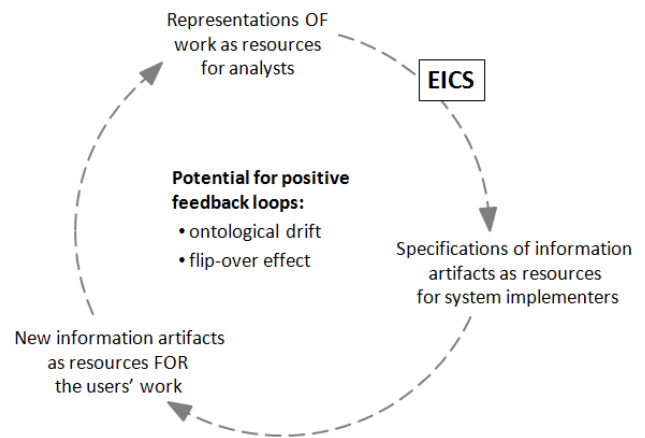 Representations OF
work as resources
for analysts
EICS
Potential for positive
feedback loops:
• ontological drift
• flip-over effect
Specifications of information
artifacts as resources
for system implementers
New information artifacts
as resources FOR
the users’ work